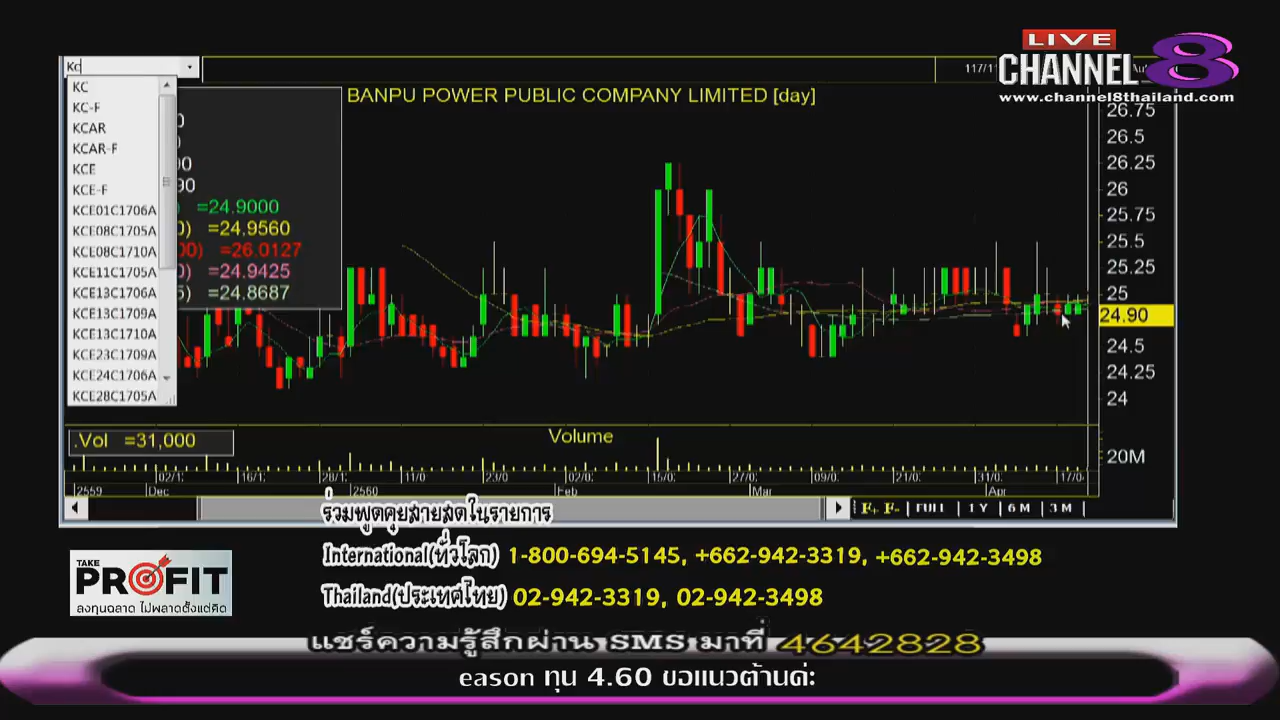 Kc
LIVE
CHANNEL 8
www.channel8thailand.com
BANPU POWER PUBLIC COMPANY LIMITED [day]
KC
KC-F
KCAR
KCAR-F
KCE
KCE-F
KCE01C1706A
KCE08C1705A
KCE08C1710A
KCE11C1705A
KCE13C1706A
KCE13C1709A
KCE13C1710A
KCE23C1709A
KCE24C1706A
KCE28C1705A
=24.9000
=24.9560
=26.0127
=24.9425
=24.8687
26.75
26.5
26.25
26
25.75
25.5
25.25
25
24.90
24.5
24.25
24
.Vol =31,000
Volume
20M
2559 Dec 2560 Feb Mar Apr
F+ F- | FULL | 1 Y | 6 M | 3 M |
ร่วมพูดคุยสายสดในรายการ
International(ทั่วโลก) 1-800-694-5145, +662-942-3319, +662-942-3498
Thailand(ประเทศไทย) 02-942-3319, 02-942-3498
TAKE
PROFIT
ลงทุนฉลาด ไม่พลาดตั้งแต่คิด
แชร์ความรู้สึกผ่าน SMS มาที่ 4642828
eason ทุน 4.60 ขอแนวต้านค่ะ